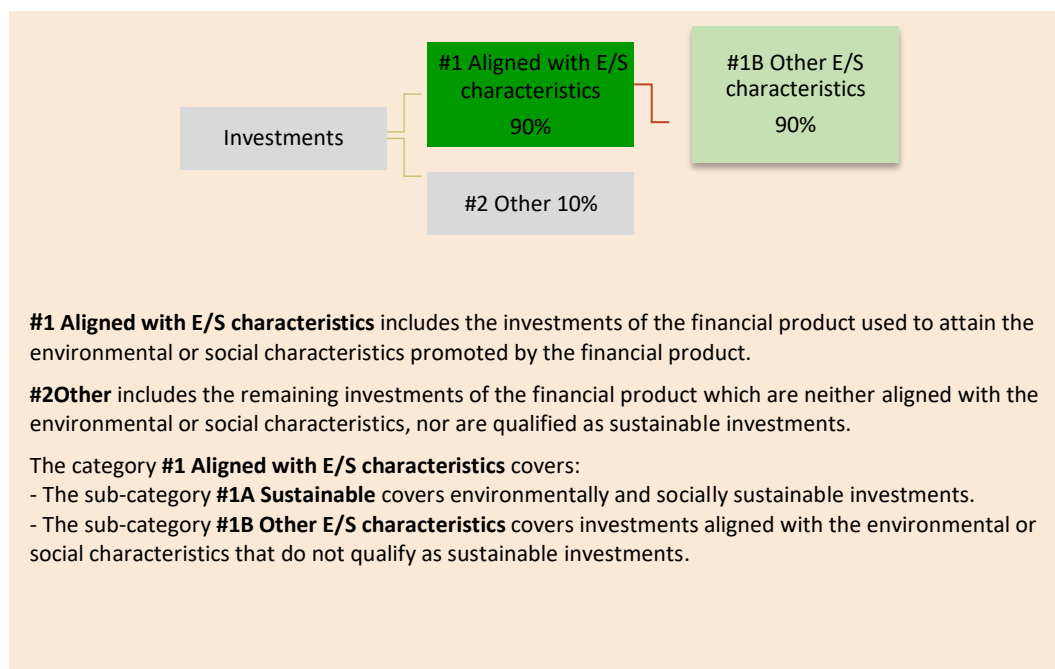 #1 Aligned with E/S
characteristics
90%
#1B Other E/S
characteristics
90%
Investments
#2 Other 10%
#1 Aligned with E/S characteristics includes the investments of the financial product used to attain the
environmental or social characteristics promoted by the financial product.
#2Other includes the remaining investments of the financial product which are neither aligned with the
environmental or social characteristics, nor are qualified as sustainable investments.
The category #1 Aligned with E/S characteristics covers:
- The sub-category #1A Sustainable covers environmentally and socially sustainable investments.
- The sub-category #1B Other E/S characteristics covers investments aligned with the environmental or
social characteristics that do not qualify as sustainable investments.